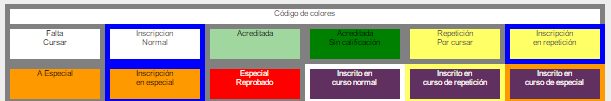 Código de colores
Falta
Cursar
Inscripcion
Normal
Acreditada
Acreditada
Sin calificación
Repetición
Por cursar
Inscripción
en repetición
A Especial
Inscripción
en especial
Especial
Reprobado
Inscrito en
curso normal
Inscrito en
curso de repetición
Inscrito en
curso de especial